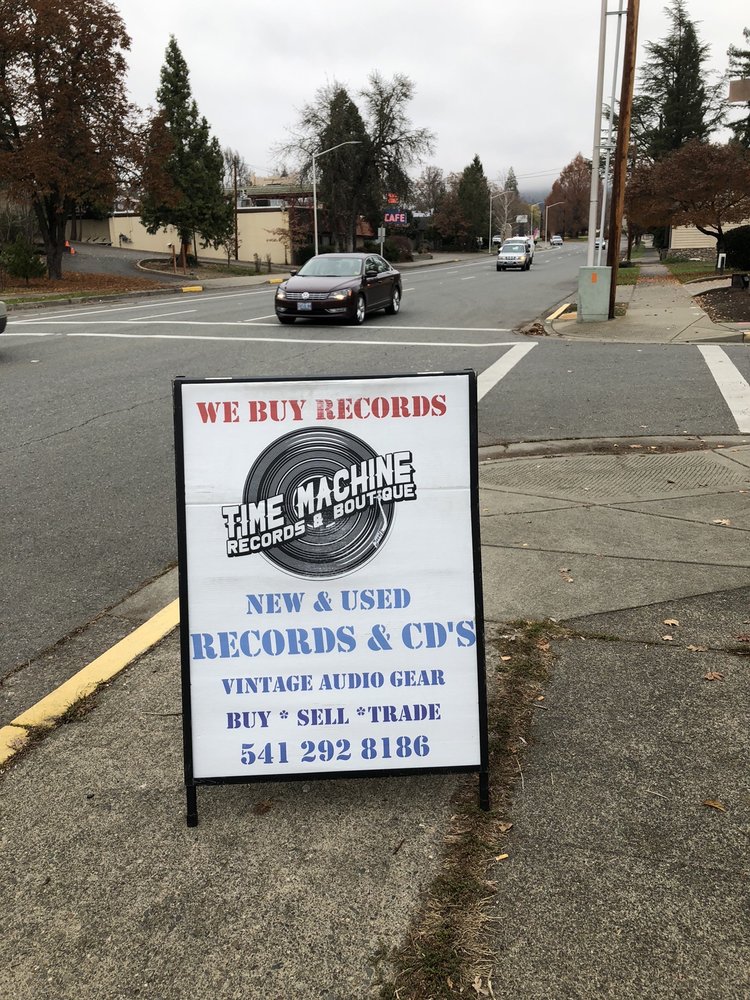 CAFE
WE BUY RECORDS
TIME MACHINE
RECORDS & BOUTIQUE
NEW & USED
RECORDS & CD'S
VINTAGE AUDIO GEAR
BUY * SELL *TRADE
541 292 8186